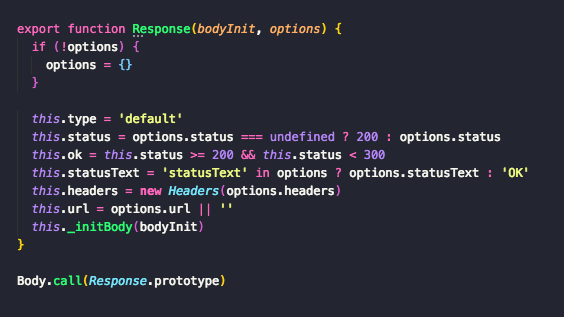 export function Response(bodyInit, options) {
  if (!options) {
    options = {}
  }

  this.type = 'default'
  this.status = options.status === undefined ? 200 : options.status
  this.ok = this.status >= 200 && this.status < 300
  this.statusText = 'statusText' in options ? options.statusText : 'OK'
  this.headers = new Headers(options.headers)
  this.url = options.url || ''
  this._initBody(bodyInit)
}

Body.call(Response.prototype)